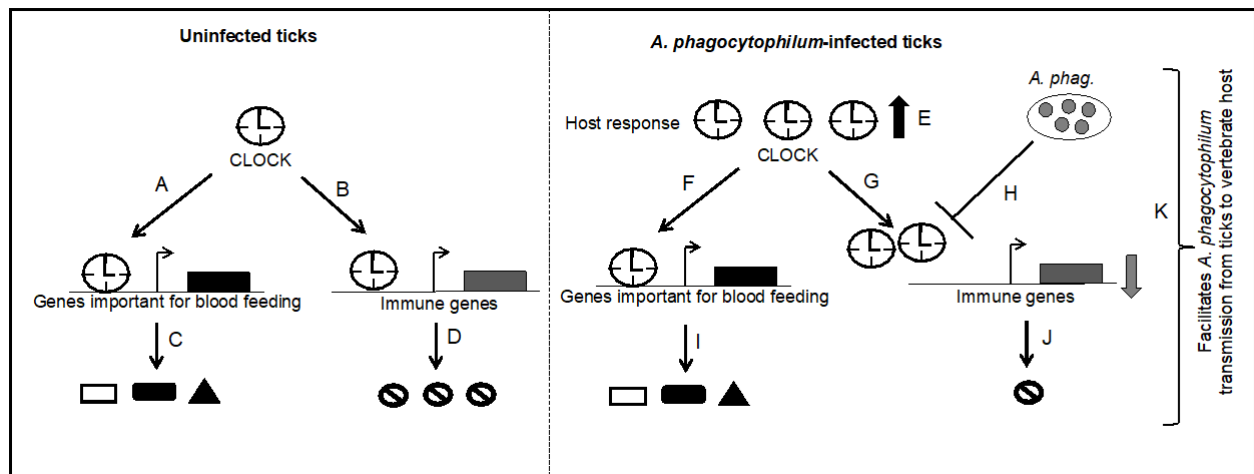 Uninfected ticks
CLOCK
A
B
Genes important for blood feeding
Immune genes
C
D
A. phagocytophilum-infected ticks
A. phag.
Host response
E
CLOCK
F
G
H
Genes important for blood feeding
Immune genes
I
J
K
Facilitates A. phagocytophilum
transmission from ticks to vertebrate host